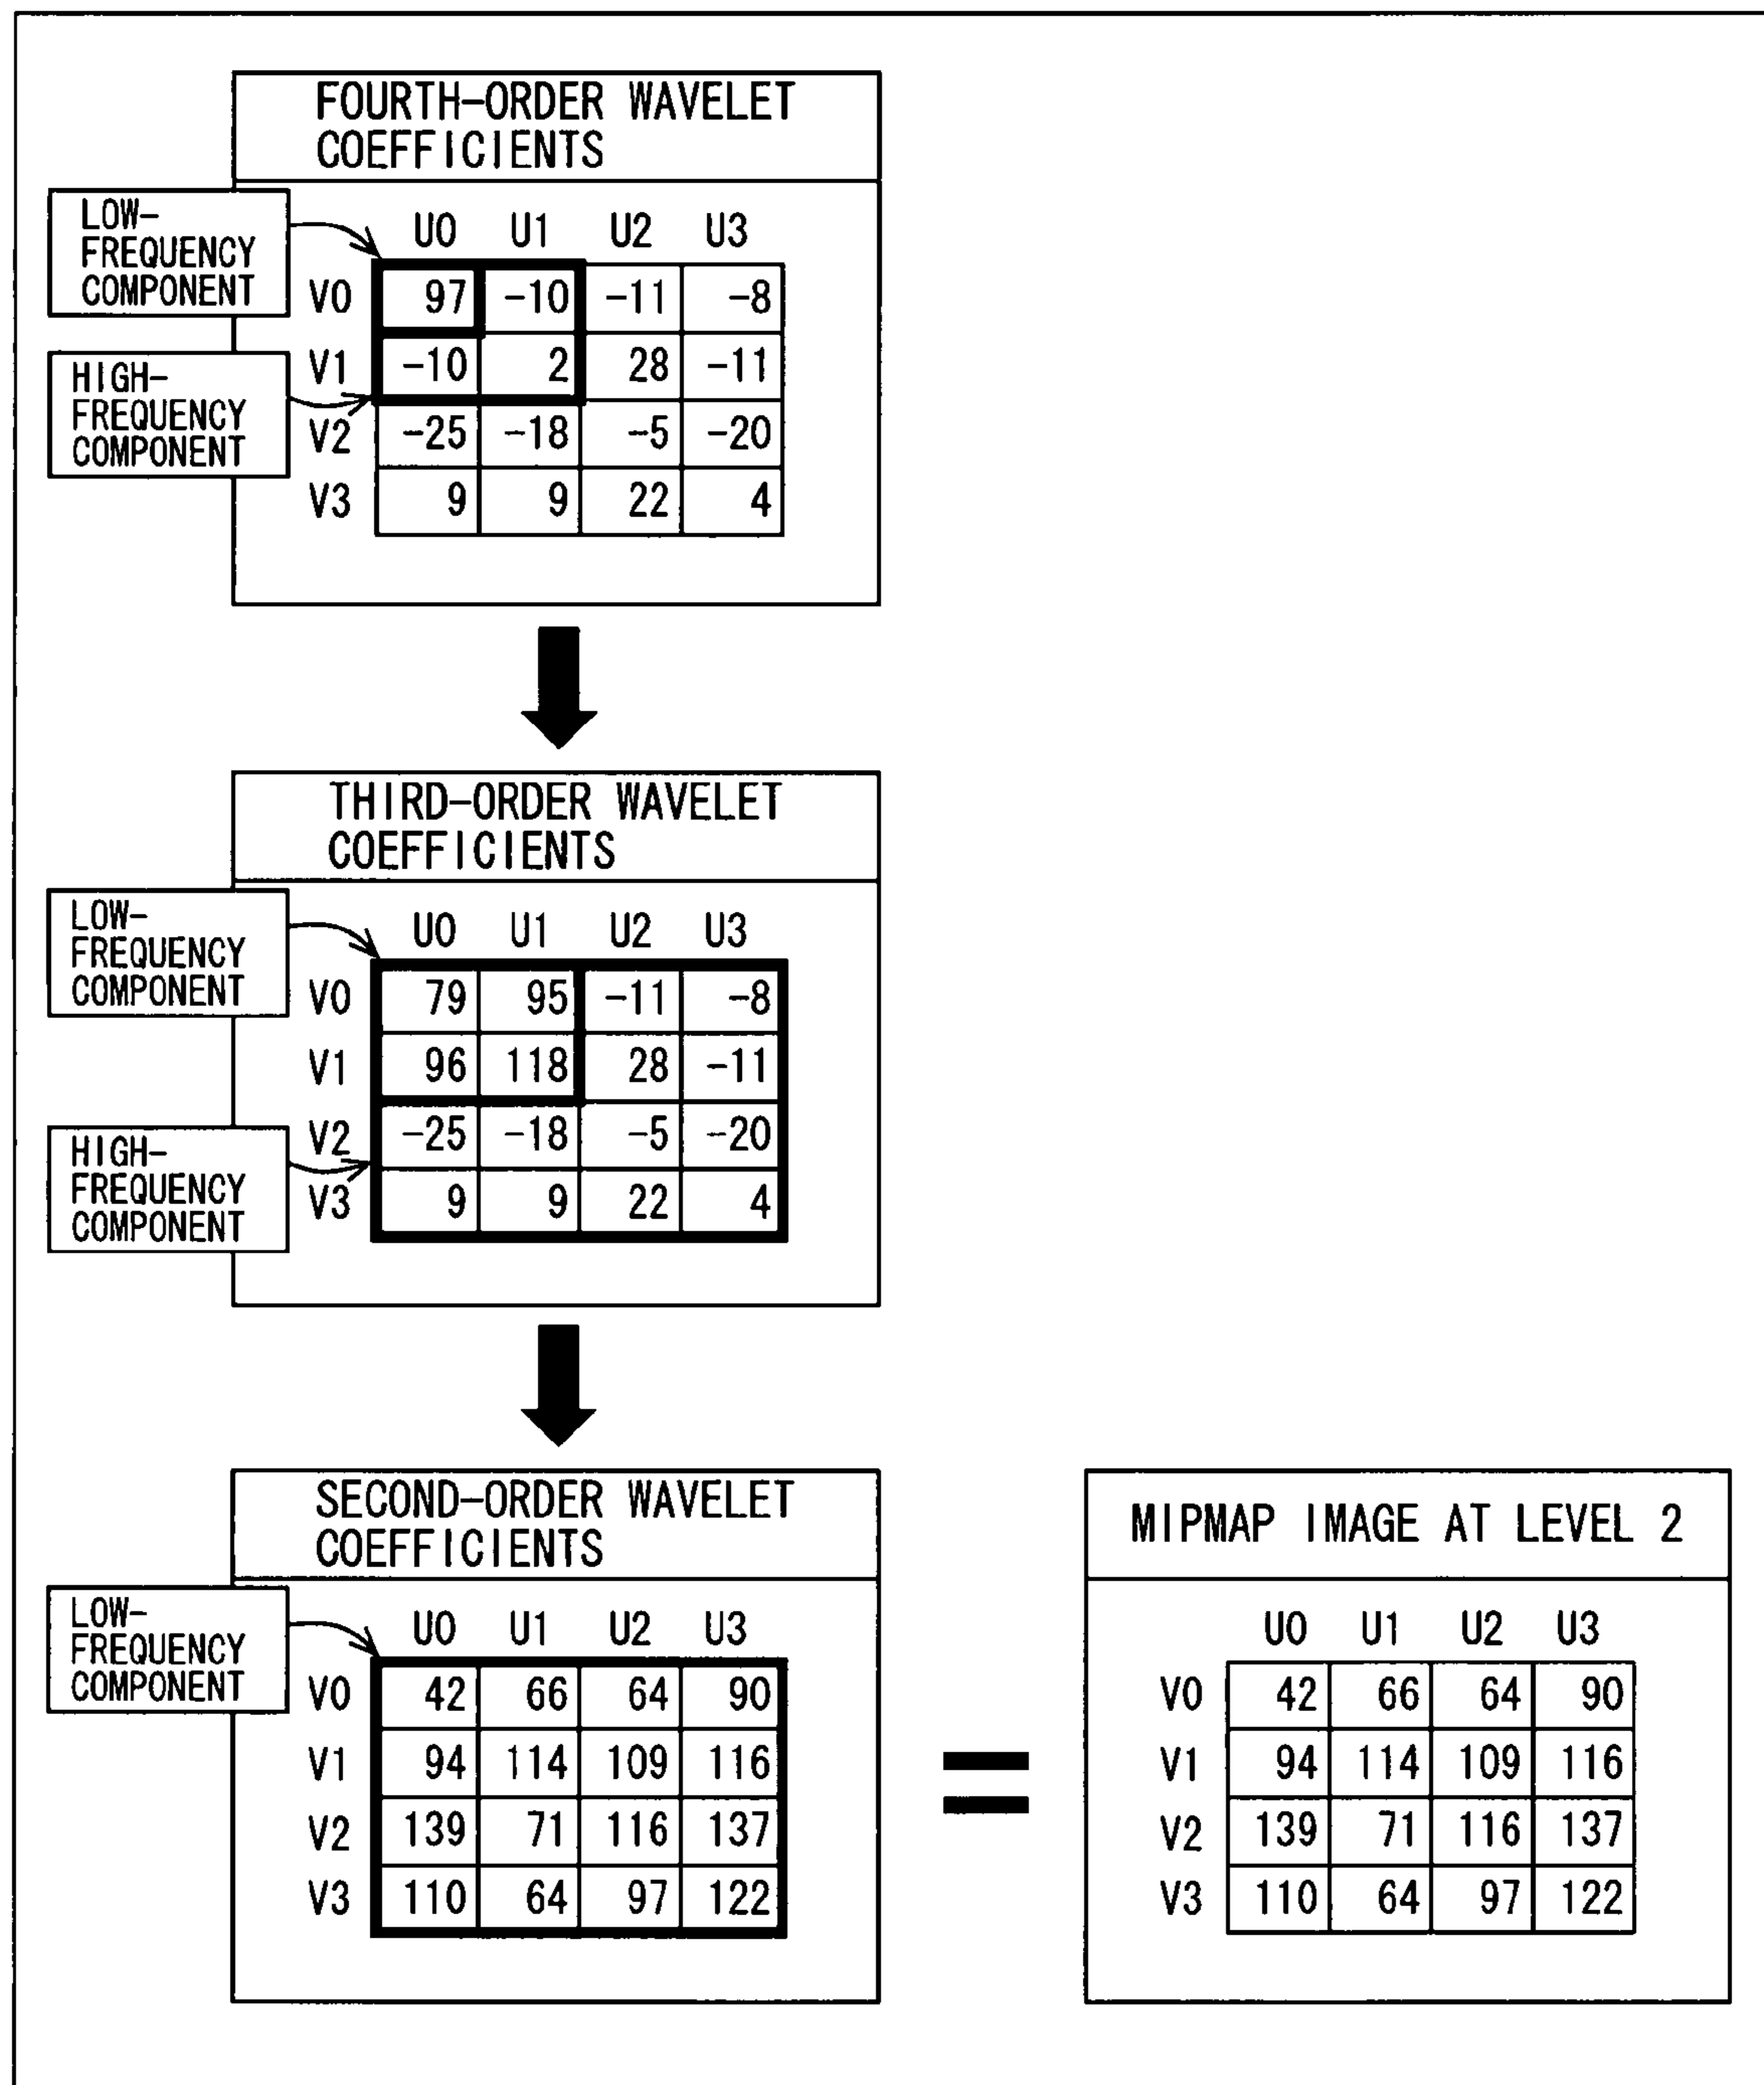 FOURTH-ORDER WAVELET
COEFFICIENTS
LOW-
FREQUENCY
COMPONENT
HIGH-
FREQUENCY
COMPONENT
U0 U1 U2 U3
V0 97 -10 -11 -8
V1 -10 2 28 -11
V2 -25 -18 -5 -20
V3 9 9 22 4
THIRD-ORDER WAVELET
COEFFICIENTS
LOW-
FREQUENCY
COMPONENT
HIGH-
FREQUENCY
COMPONENT
U0 U1 U2 U3
V0 79 95 -11 -8
V1 96 118 28 -11
V2 -25 -18 -5 -20
V3 9 9 22 4
SECOND-ORDER WAVELET
COEFFICIENTS
LOW-
FREQUENCY
COMPONENT
U0 U1 U2 U3
V0 42 66 64 90
V1 94 114 109 116
V2 139 71 116 137
V3 110 64 97 122
=
MIPMAP IMAGE AT LEVEL 2
U0 U1 U2 U3
V0 42 66 64 90
V1 94 114 109 116
V2 139 71 116 137
V3 110 64 97 122